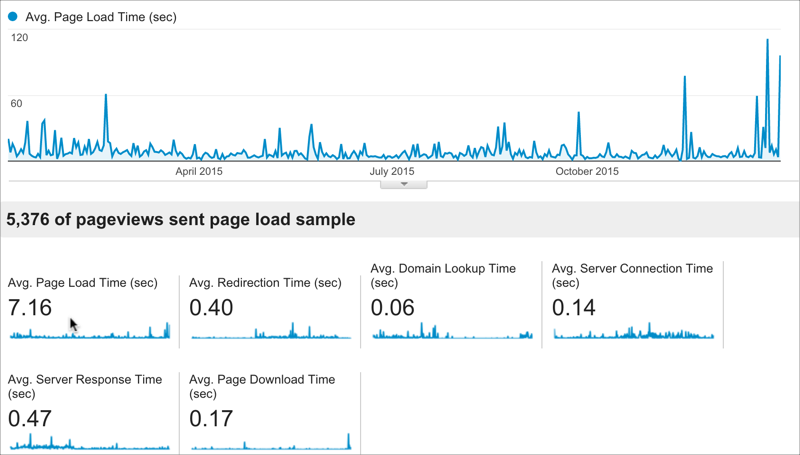 Avg. Page Load Time (sec)
120
60
April 2015
July 2015
October 2015
5,376 of pageviews sent page load sample
Avg. Page Load Time (sec)
7.16
Avg. Redirection Time (sec)
0.40
Avg. Domain Lookup Time
(sec)
0.06
Avg. Server Connection Time
(sec)
0.14
Avg. Server Response Time
(sec)
0.47
Avg. Page Download Time
(sec)
0.17